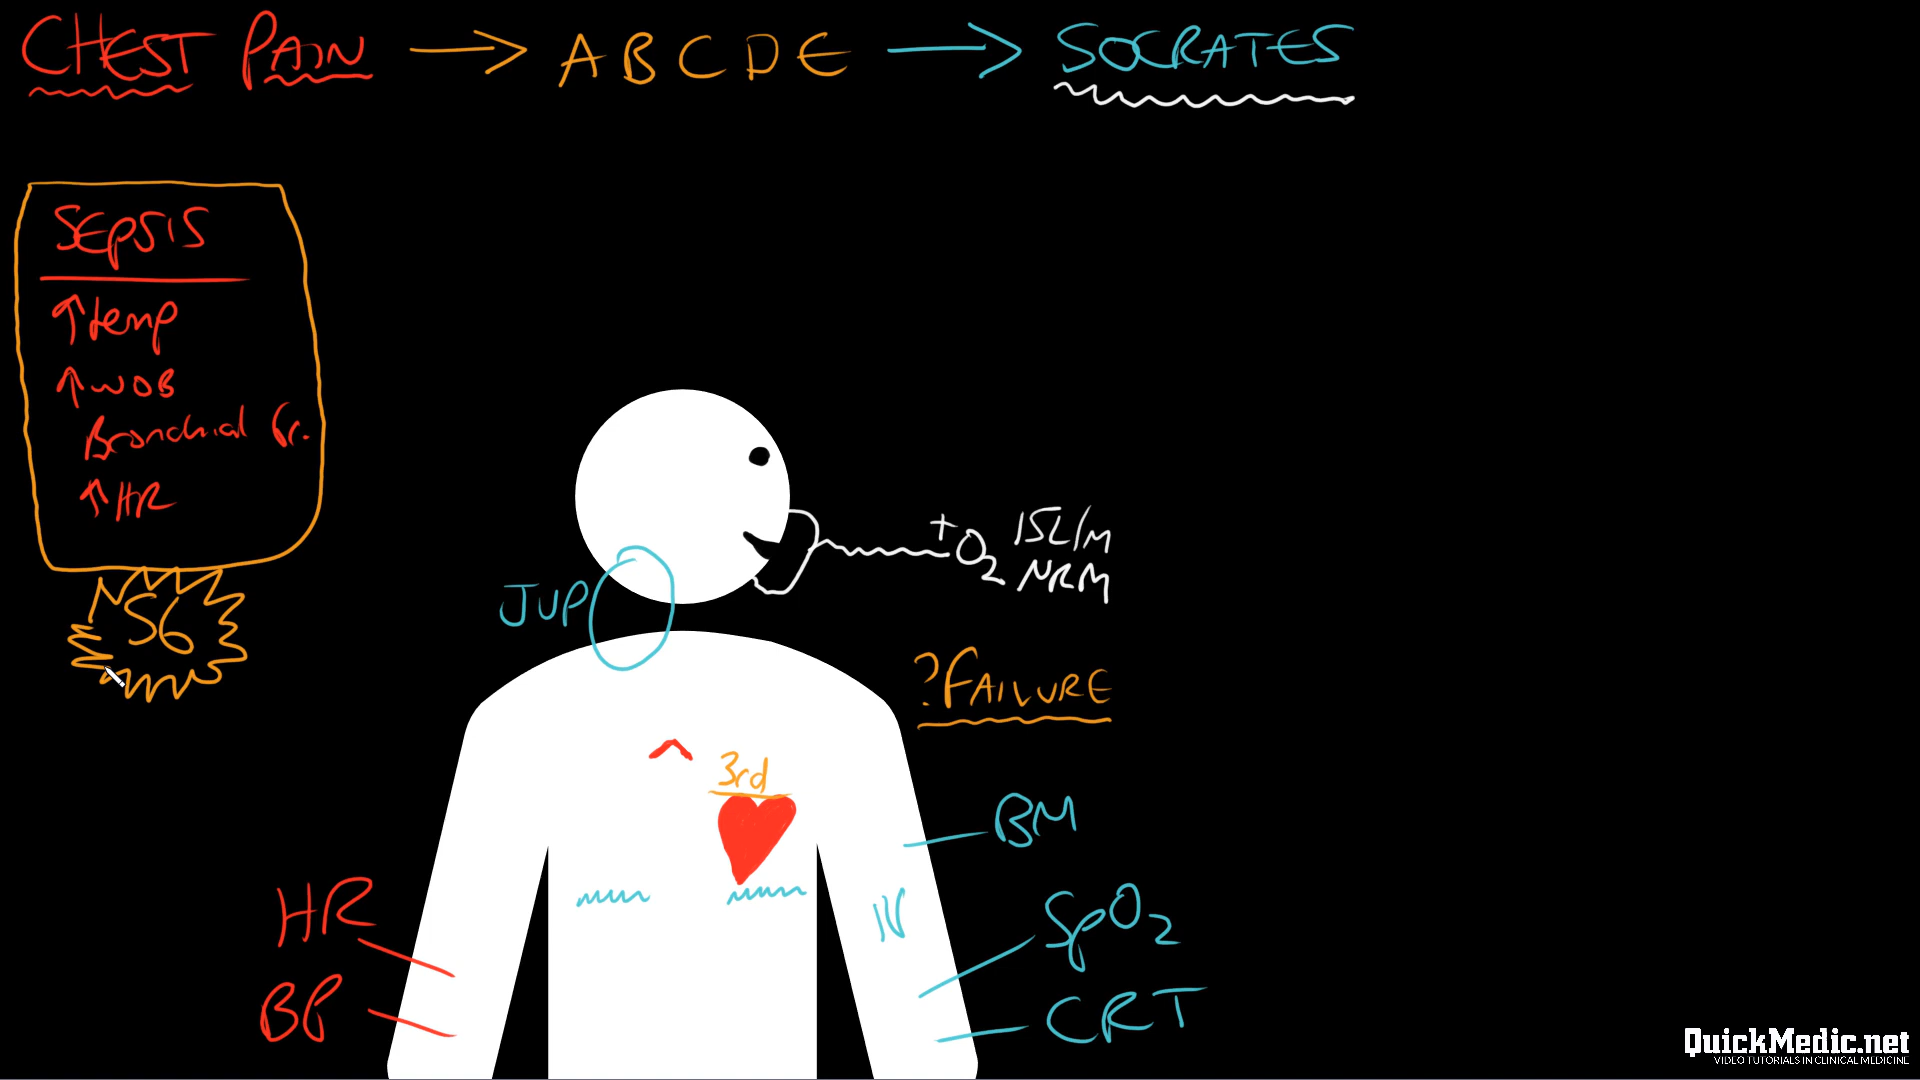 CHEST PAIN → ABCDE → SOCRATES
SEPSIS
↑temp
↑WOB
Bronchial Br.
↑HR
S6
+O2 15L/m
NRM
JVP
?FAILURE
3rd
BM
IV
HR
SpO2
BP
CRT
QuickMedic.net
VIDEO TUTORIALS IN CLINICAL MEDICINE